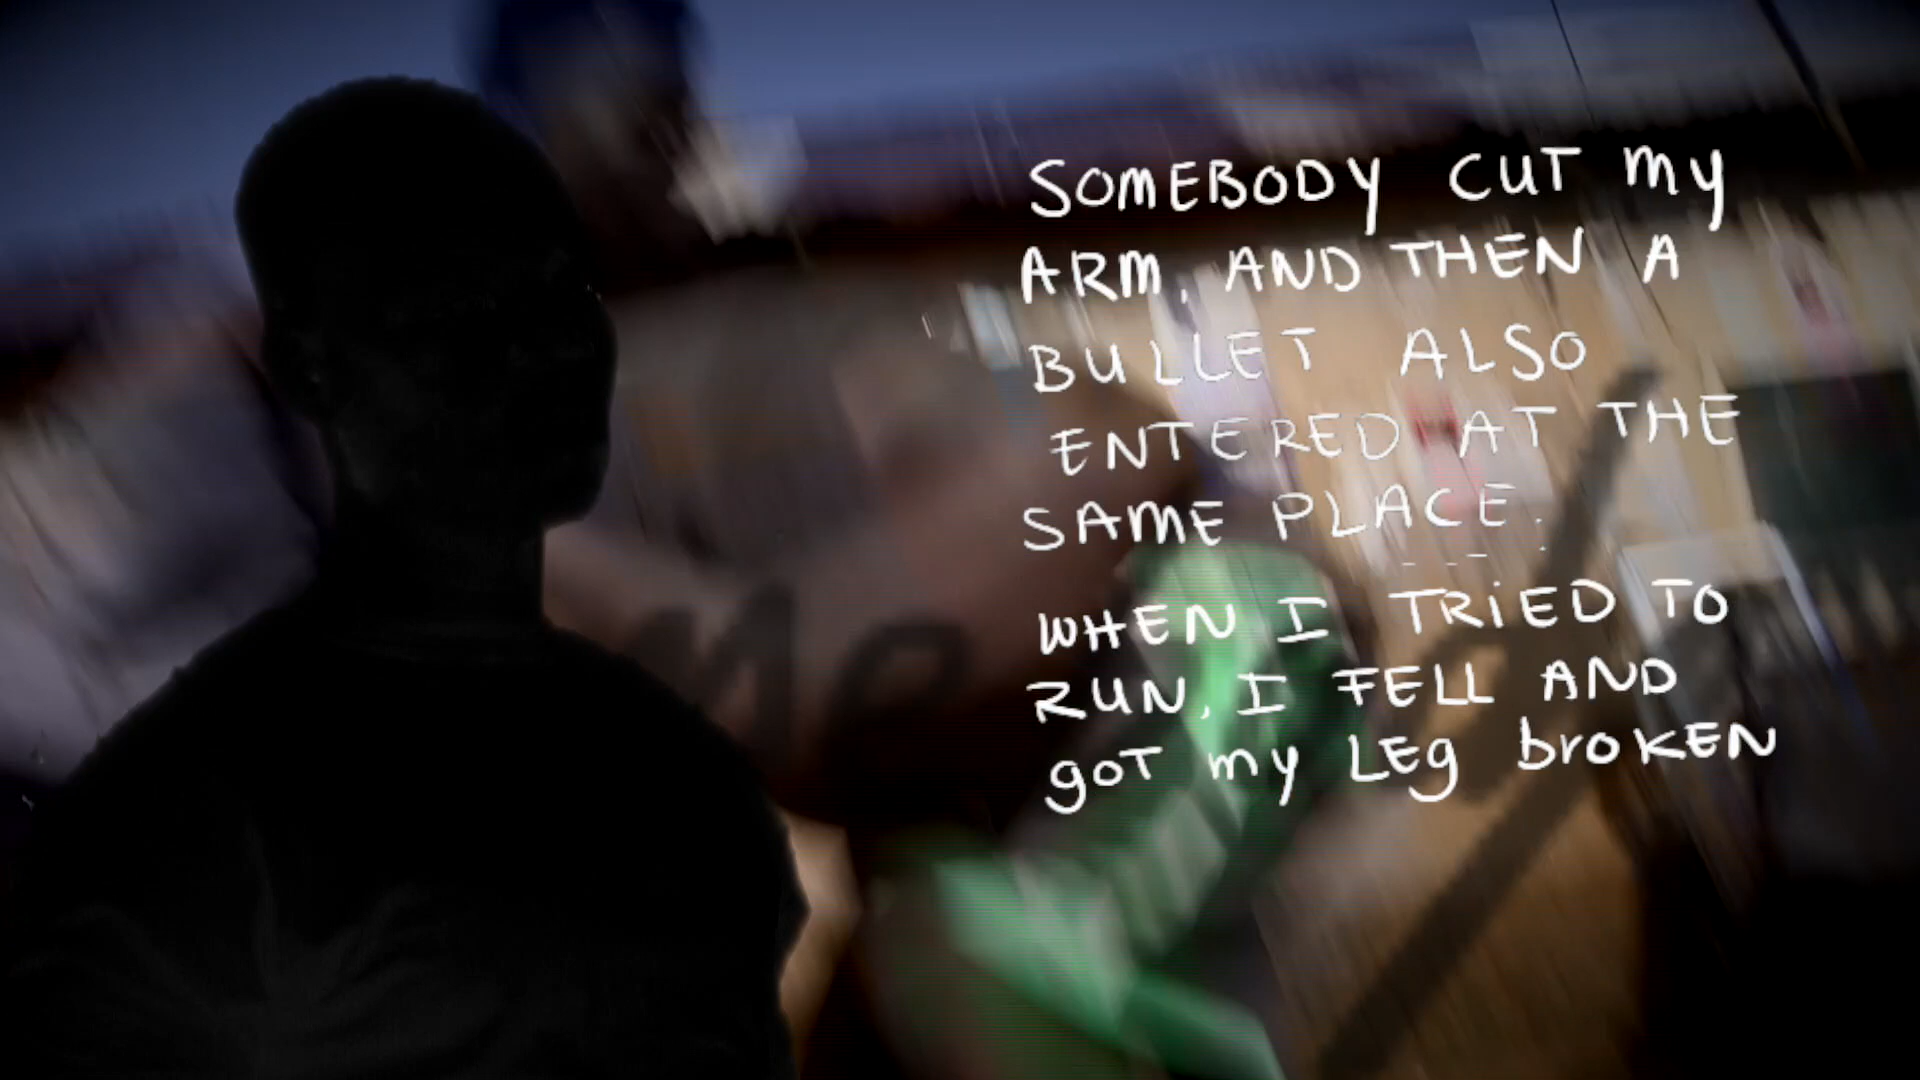 SOMEBODY CUT my
ARM, AND THEN A
BULLET ALSO
ENTERED AT THE
SAME PLACE.
WHEN I TRiED TO
RUN, I FELL AND
goT my LEg broKEN